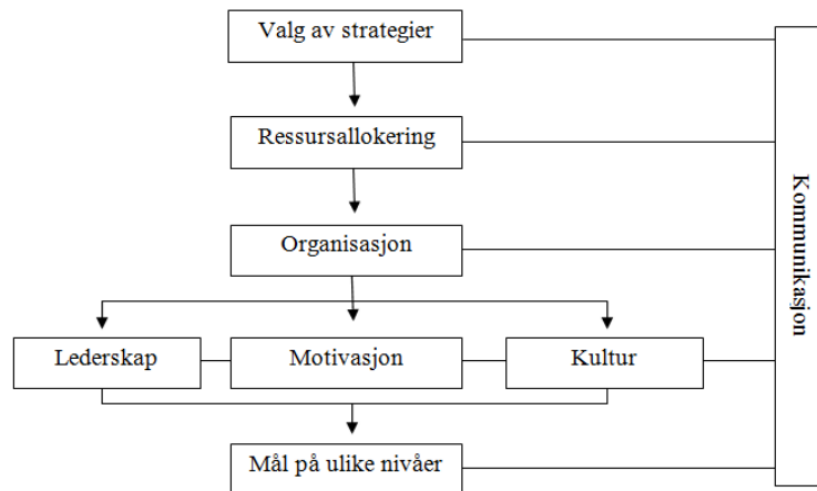 Valg av strategier
Ressursallokering
Organisasjon
Lederskap
Motivasjon
Kultur
Mål på ulike nivåer
Kommunikasjon